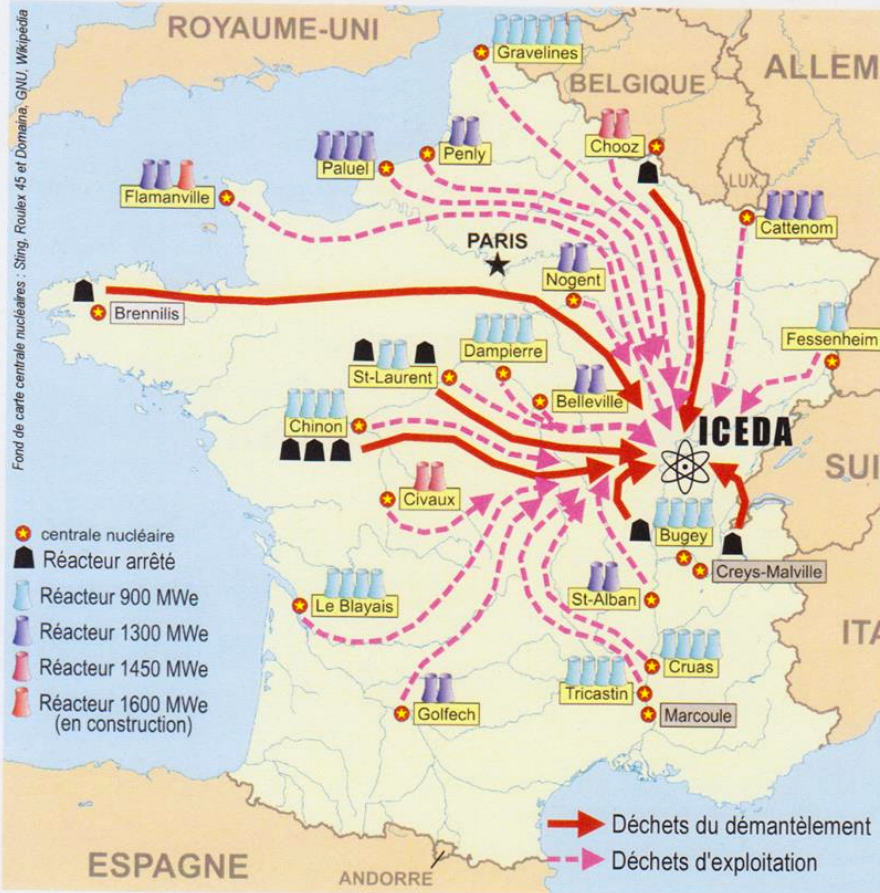 Fond de carte centrale nucléaires : Sting, Roulex 45 et Domaina, GNU, Wikipédia
ROYAUME-UNI
Gravelines
BELGIQUE
ALLEM
Chooz
Penly
Paluel
LUX.
Flamanville
Cattenom
PARIS
Nogent
Brennilis
Fessenheim
Dampierre
St-Laurent
Belleville
Chinon
ICEDA
SUI
Civaux
Bugey
Creys-Malville
St-Alban
Le Blayais
ITA
Cruas
Tricastin
Golfech
Marcoule
centrale nucléaire
Réacteur arrêté
Réacteur 900 MWe
Réacteur 1300 MWe
Réacteur 1450 MWe
Réacteur 1600 MWe
(en construction)
Déchets du démantèlement
Déchets d'exploitation
ESPAGNE
ANDORRE